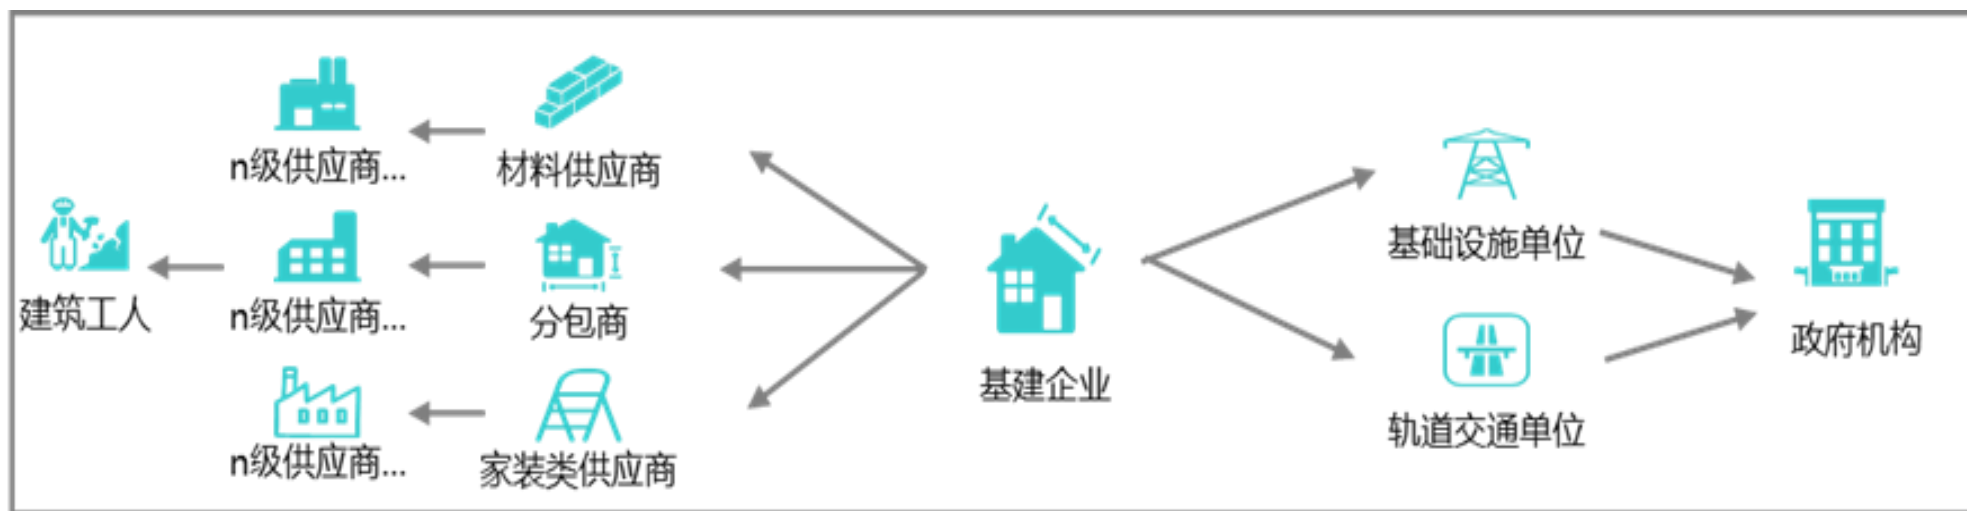 n级供应商...
材料供应商
基础设施单位
建筑工人
n级供应商...
分包商
基建企业
政府机构
轨道交通单位
n级供应商...
家装类供应商